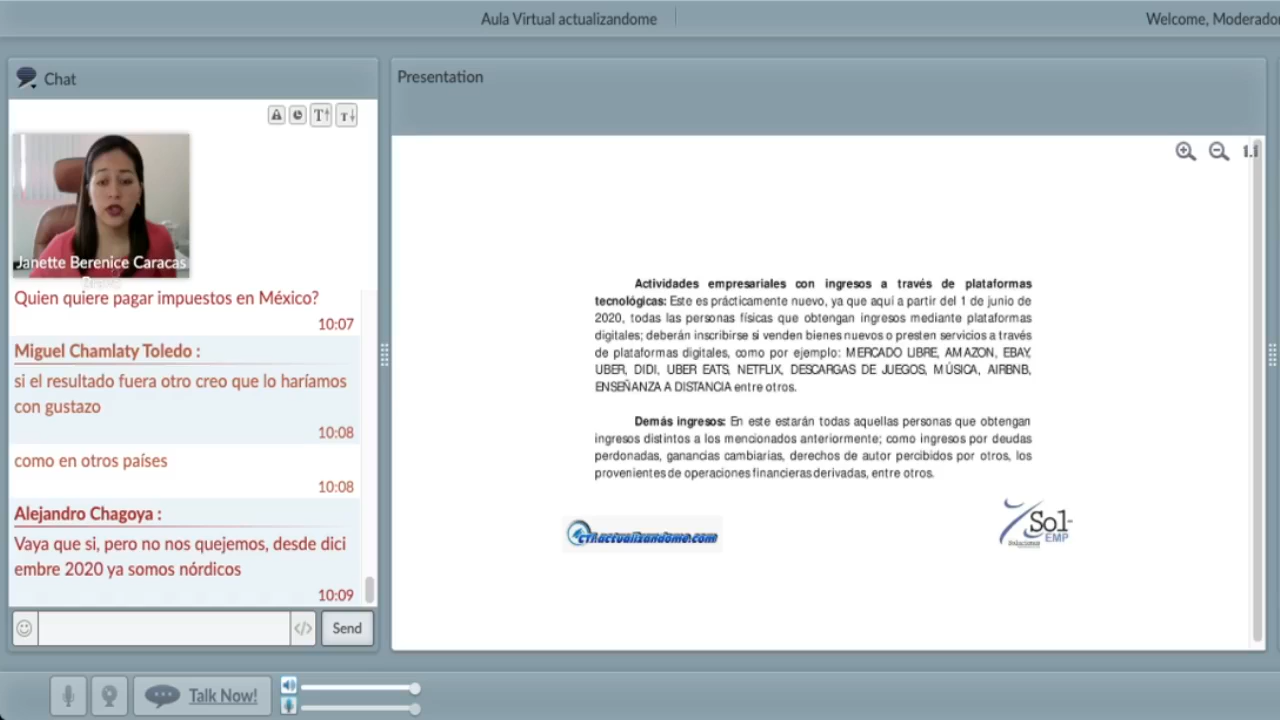 Aula Virtual actualizandome
Welcome, Moderador
Chat
Janette Berenice Caracas
Quien quiere pagar impuestos en México?
10:07
Miguel Chamlaty Toledo :
si el resultado fuera otro creo que lo haríamos
con gustazo
10:08
como en otros países
10:08
Alejandro Chagoya :
Vaya que si, pero no nos quejemos, desde dici
embre 2020 ya somos nórdicos
10:09
Send
Talk Now!
Presentation
1.1
Actividades empresariales con ingresos a través de plataformas
tecnológicas: Este es prácticamente nuevo, ya que aquí a partir del 1 de junio de
2020, todas las personas físicas que obtengan ingresos mediante plataformas
digitales; deberán inscribirse si venden bienes nuevos o presten servicios a través
de plataformas digitales, como por ejemplo: MERCADO LIBRE, AMAZON, EBAY,
UBER, DIDI, UBER EATS, NETFLIX, DESCARGAS DE JUEGOS, MÚSICA, AIRBNB,
ENSEÑANZA A DISTANCIA entre otros.
Demás ingresos: En este estarán todas aquellas personas que obtengan
ingresos distintos a los mencionados anteriormente; como ingresos por deudas
perdonadas, ganancias cambiarias, derechos de autor percibidos por otros, los
provenientes de operaciones financieras derivadas, entre otros.
actualizandome.com
Sol-
EMP